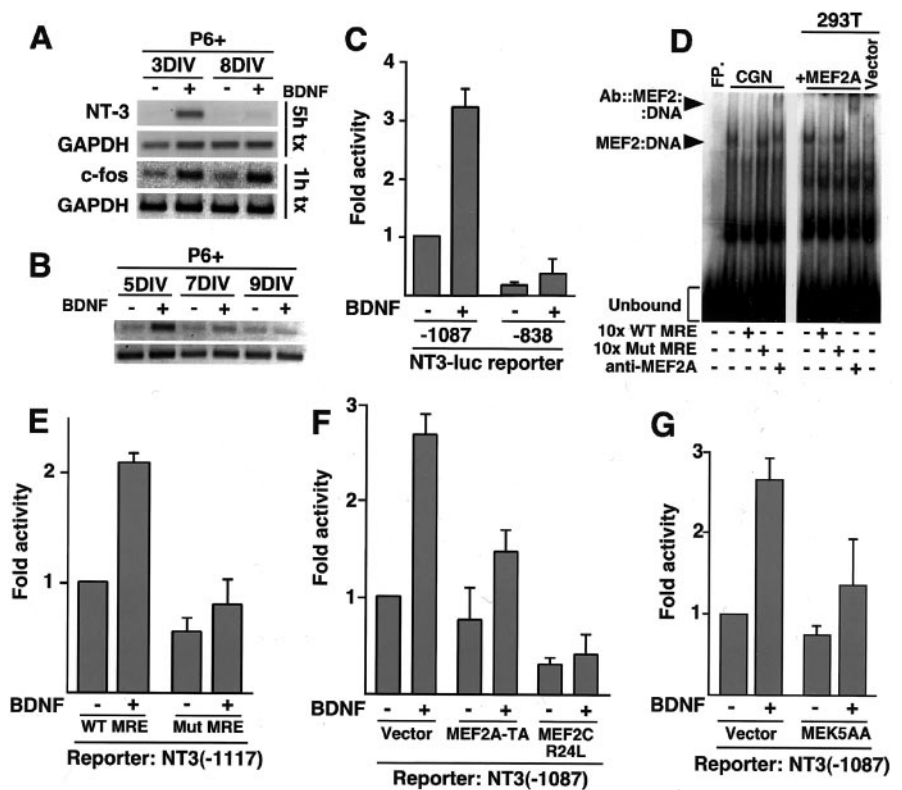 A
P6+
3DIV 8DIV
- + - + BDNF
NT-3
GAPDH
5h tx
c-fos
GAPDH
1h tx
B
P6+
5DIV 7DIV 9DIV
BDNF - + - + - +
C
Fold activity
4
3
2
1
BDNF - + - +
-1087 -838
NT3-luc reporter
D
293T
FP. CGN +MEF2A Vector
Ab::MEF2:
:DNA
MEF2:DNA
Unbound
10x WT MRE - - + - - - + - - -
10x Mut MRE - - - + - - - + - -
anti-MEF2A - - - - + - - - + -
E
Fold activity
2
1
BDNF - + - +
WT MRE Mut MRE
Reporter: NT3(-1117)
F
Fold activity
3
2
1
BDNF - + - + - +
Vector MEF2A-TA MEF2C
R24L
Reporter: NT3(-1087)
G
Fold activity
3
2
1
BDNF - + - +
Vector MEK5AA
Reporter: NT3(-1087)